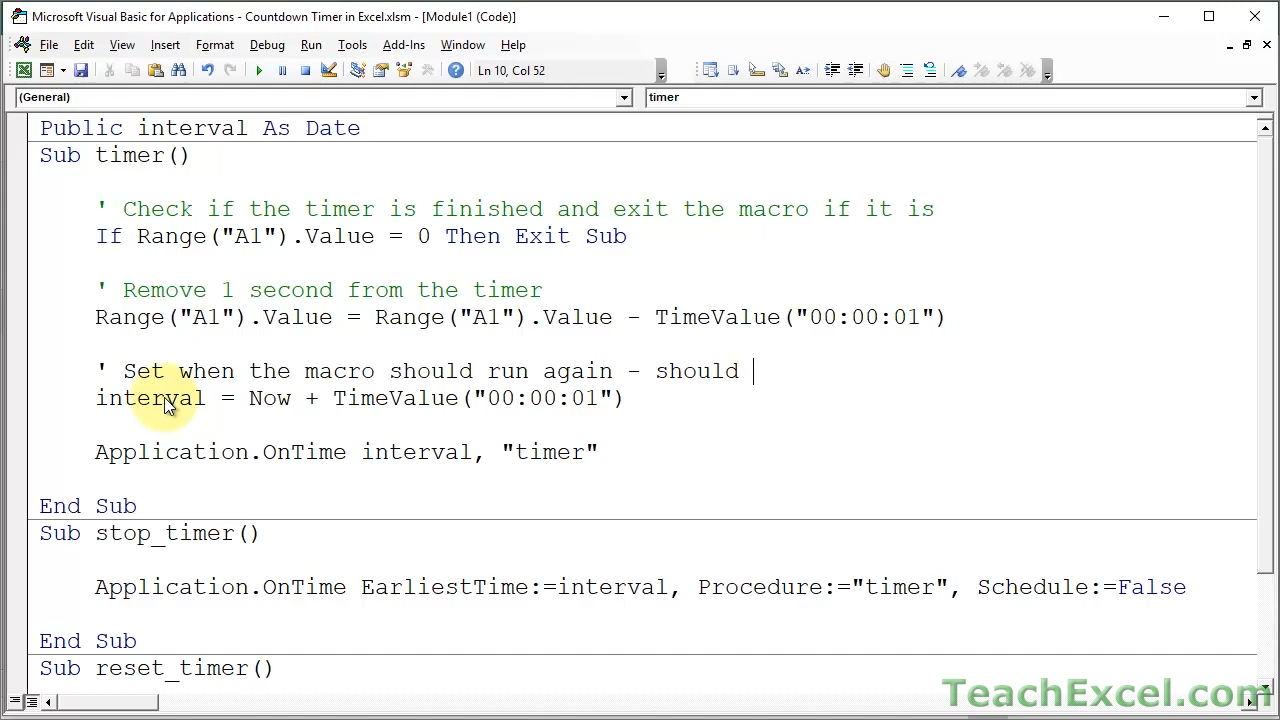 Microsoft Visual Basic for Applications - Countdown Timer in Excel.xlsm - [Module1 (Code)]
File Edit View Insert Format Debug Run Tools Add-Ins Window Help
Ln 10, Col 52
(General) timer
Public interval As Date
Sub timer()
' Check if the timer is finished and exit the macro if it is
If Range("A1").Value = 0 Then Exit Sub
' Remove 1 second from the timer
Range("A1").Value = Range("A1").Value - TimeValue("00:00:01")
' Set when the macro should run again - should
interval = Now + TimeValue("00:00:01")
Application.OnTime interval, "timer"
End Sub
Sub stop_timer()
Application.OnTime EarliestTime:=interval, Procedure:="timer", Schedule:=False
End Sub
Sub reset_timer()
TeachExcel.com